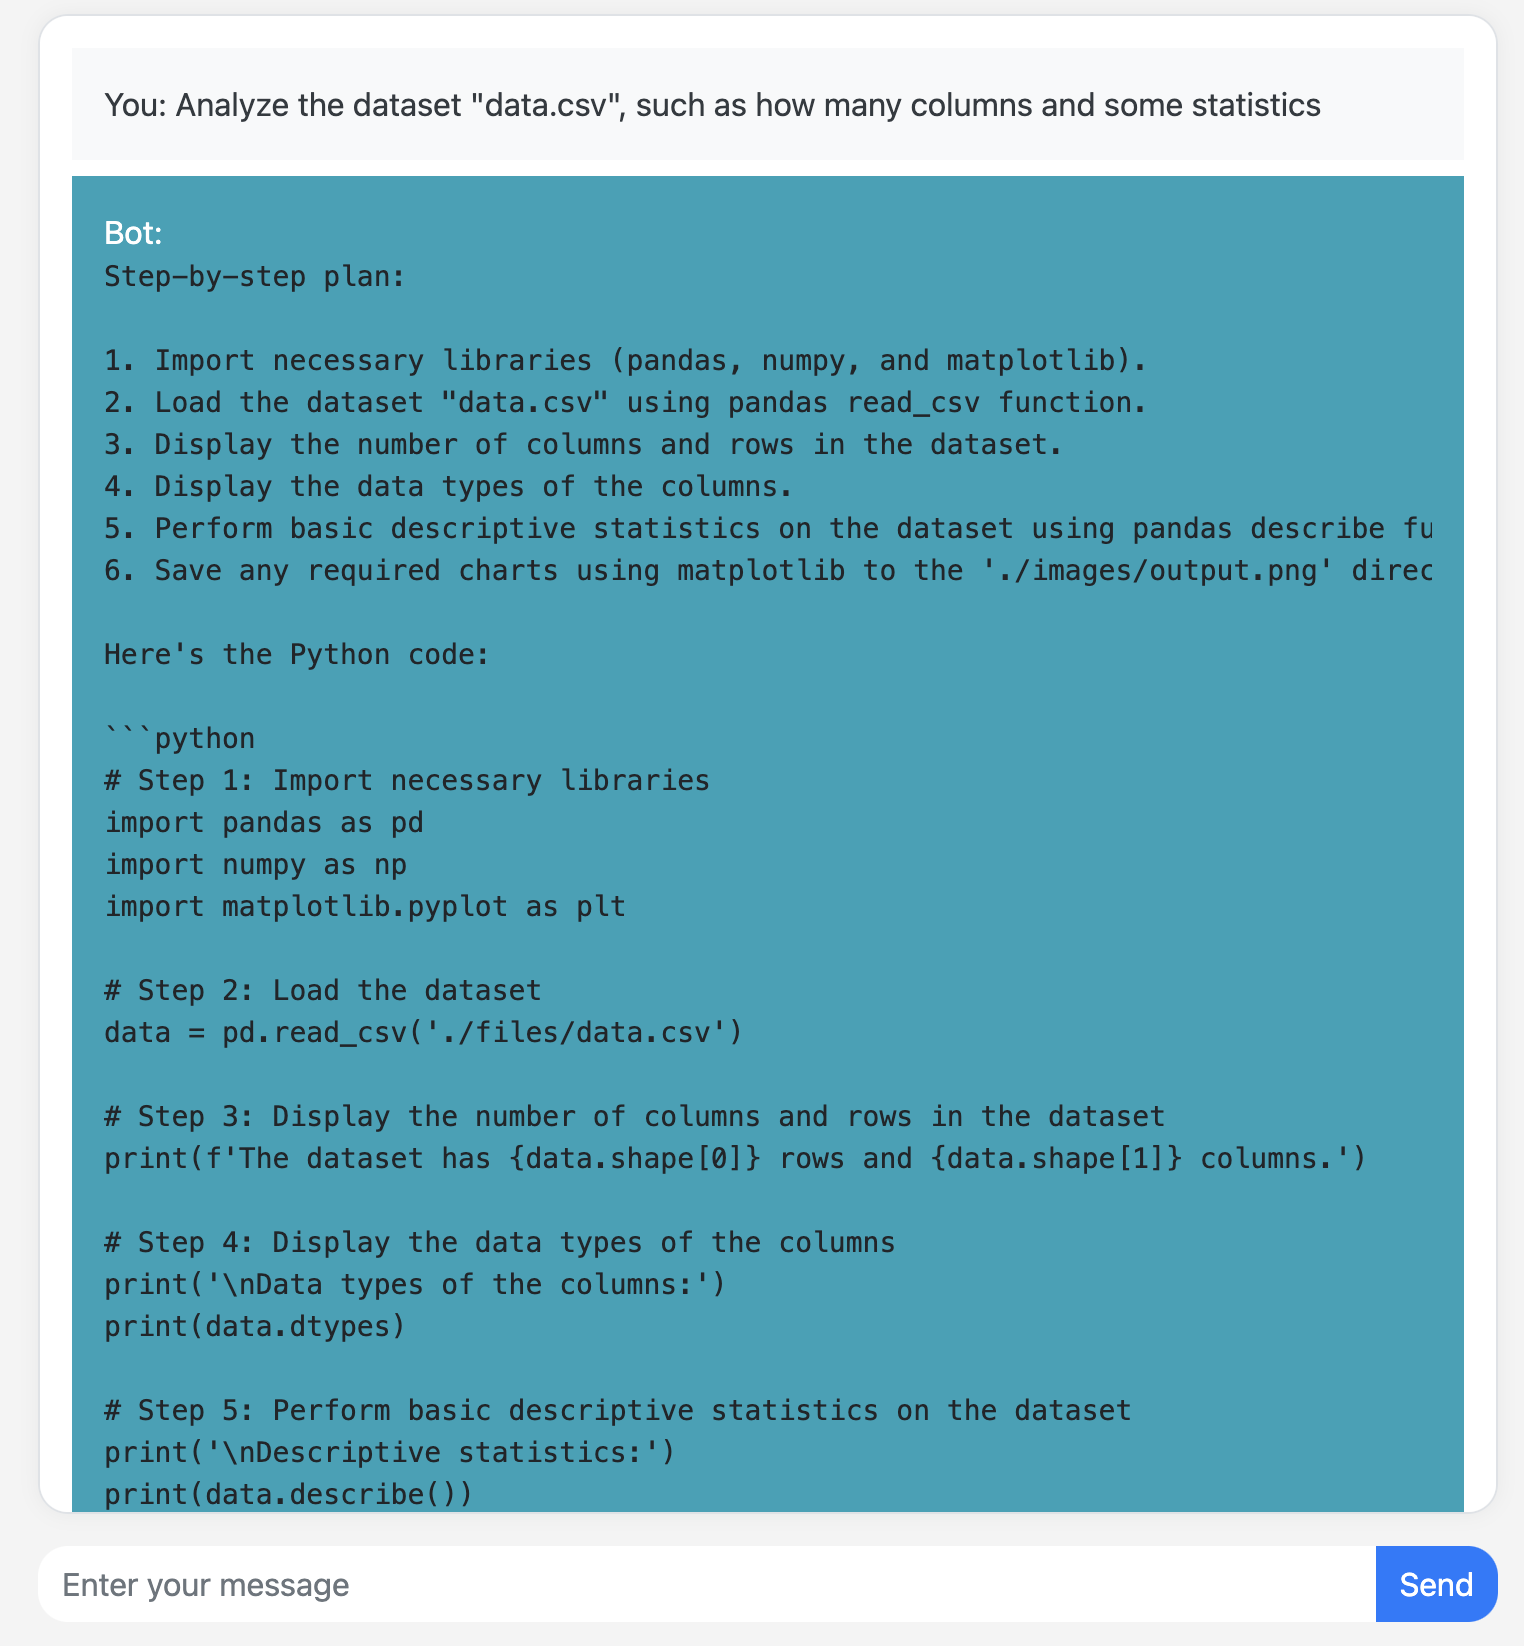 You: Analyze the dataset "data.csv", such as how many columns and some statistics
Bot:
Step-by-step plan:
1. Import necessary libraries (pandas, numpy, and matplotlib).
2. Load the dataset "data.csv" using pandas read_csv function.
3. Display the number of columns and rows in the dataset.
4. Display the data types of the columns.
5. Perform basic descriptive statistics on the dataset using pandas describe fu
6. Save any required charts using matplotlib to the './images/output.png' direc
Here's the Python code:
```python
# Step 1: Import necessary libraries
import pandas as pd
import numpy as np
import matplotlib.pyplot as plt
# Step 2: Load the dataset
data = pd.read_csv('./files/data.csv')
# Step 3: Display the number of columns and rows in the dataset
print(f'The dataset has {data.shape[0]} rows and {data.shape[1]} columns.')
# Step 4: Display the data types of the columns
print('\nData types of the columns:')
print(data.dtypes)
# Step 5: Perform basic descriptive statistics on the dataset
print('\nDescriptive statistics:')
print(data.describe())
Enter your message
Send